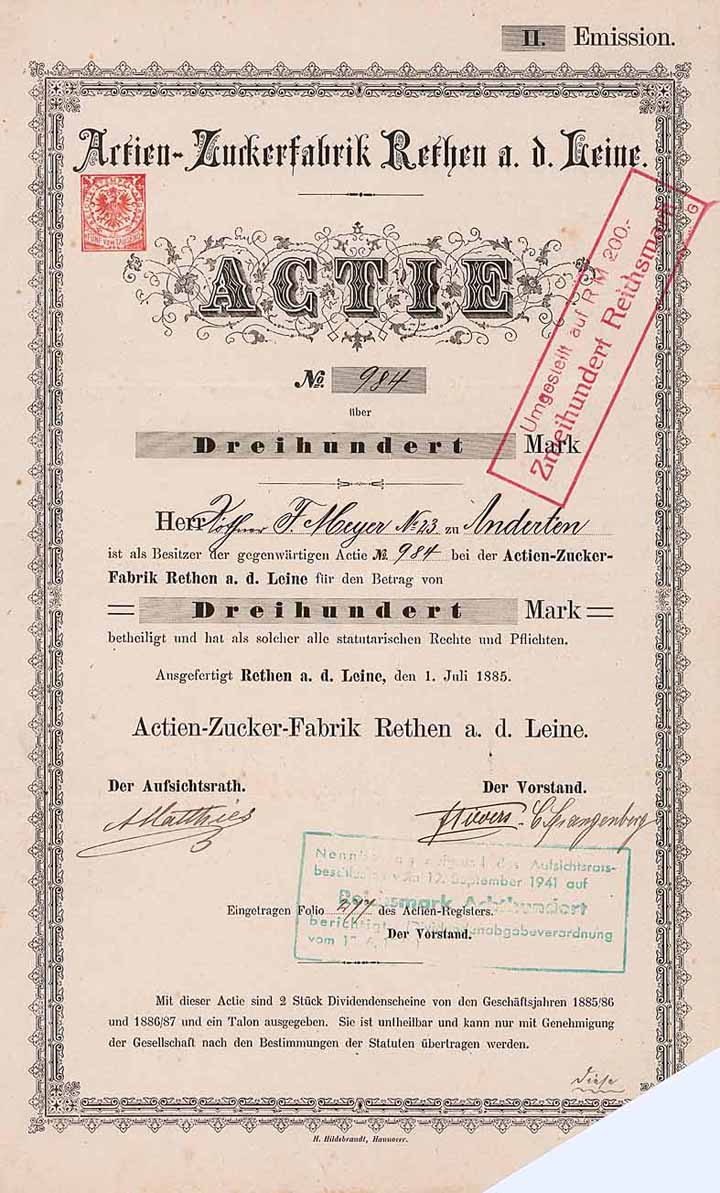 II. Emission.
Actien-Zuckerfabrik Rethen a. d. Leine.
ACTIE
Umgestellt auf RM 200.-
Zweihundert Reichsmark
No. 984
über
Dreihundert Mark
Herr Köthner F. Meyer No 23 zu Anderten
ist als Besitzer der gegenwärtigen Actie No. 984 bei der Actien-Zucker-
Fabrik Rethen a. d. Leine für den Betrag von
Dreihundert Mark
betheiligt und hat als solcher alle statutarischen Rechte und Pflichten.
Ausgefertigt Rethen a. d. Leine, den 1. Juli 1885.
Actien-Zucker-Fabrik Rethen a. d. Leine.
Der Aufsichtsrath. Der Vorstand.
A Matthies C. Spangenberg
Aufsichtsrats-
vom 12. September 1941 auf
Reichsmark Achthundert
Eingetragen Folio 277 des Actien-Registers.
berichtigt Dividendenabgabeverordnung
Der Vorstand.
vom
Mit dieser Actie sind 2 Stück Dividendenscheine von den Geschäftsjahren 1885/86
und 1886/87 und ein Talon ausgegeben. Sie ist untheilbar und kann nur mit Genehmigung
der Gesellschaft nach den Bestimmungen der Statuten übertragen werden.
H. Hildebrandt, Hannover.